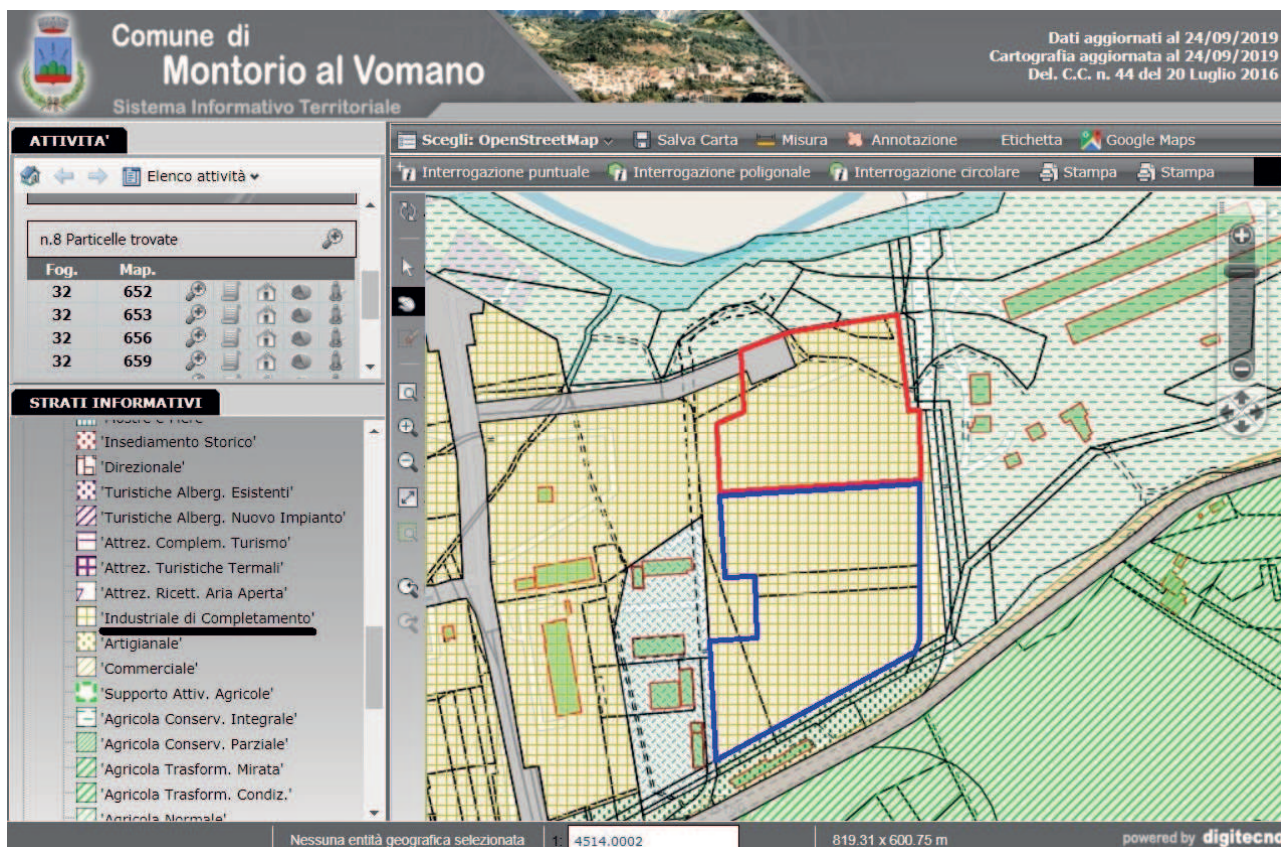 Comune di
Montorio al Vomano
Sistema Informativo Territoriale
Dati aggiornati al 24/09/2019
Cartografia aggiornata al 24/09/2019
Del. C.C. n. 44 del 20 Luglio 2016
ATTIVITA'
Scegli: OpenStreetMap Salva Carta Misura Annotazione Etichetta Google Maps
Elenco attività
Interrogazione puntuale Interrogazione poligonale Interrogazione circolare Stampa Stampa
n.8 Particelle trovate
Fog. Map.
32 652
32 653
32 656
32 659
STRATI INFORMATIVI
'Mostre e Fiere'
'Insediamento Storico'
'Direzionale'
'Turistiche Alberg. Esistenti'
'Turistiche Alberg. Nuovo Impianto'
'Attrez. Complem. Turismo'
'Attrez. Turistiche Termali'
'Attrez. Ricett. Aria Aperta'
'Industriale di Completamento'
'Artigianale'
'Commerciale'
'Supporto Attiv. Agricole'
'Agricola Conserv. Integrale'
'Agricola Conserv. Parziale'
'Agricola Trasform. Mirata'
'Agricola Trasform. Condiz.'
'Agricola Normale'
Nessuna entità geografica selezionata 1: 4514.0002 819.31 x 600.75 m powered by digitecno